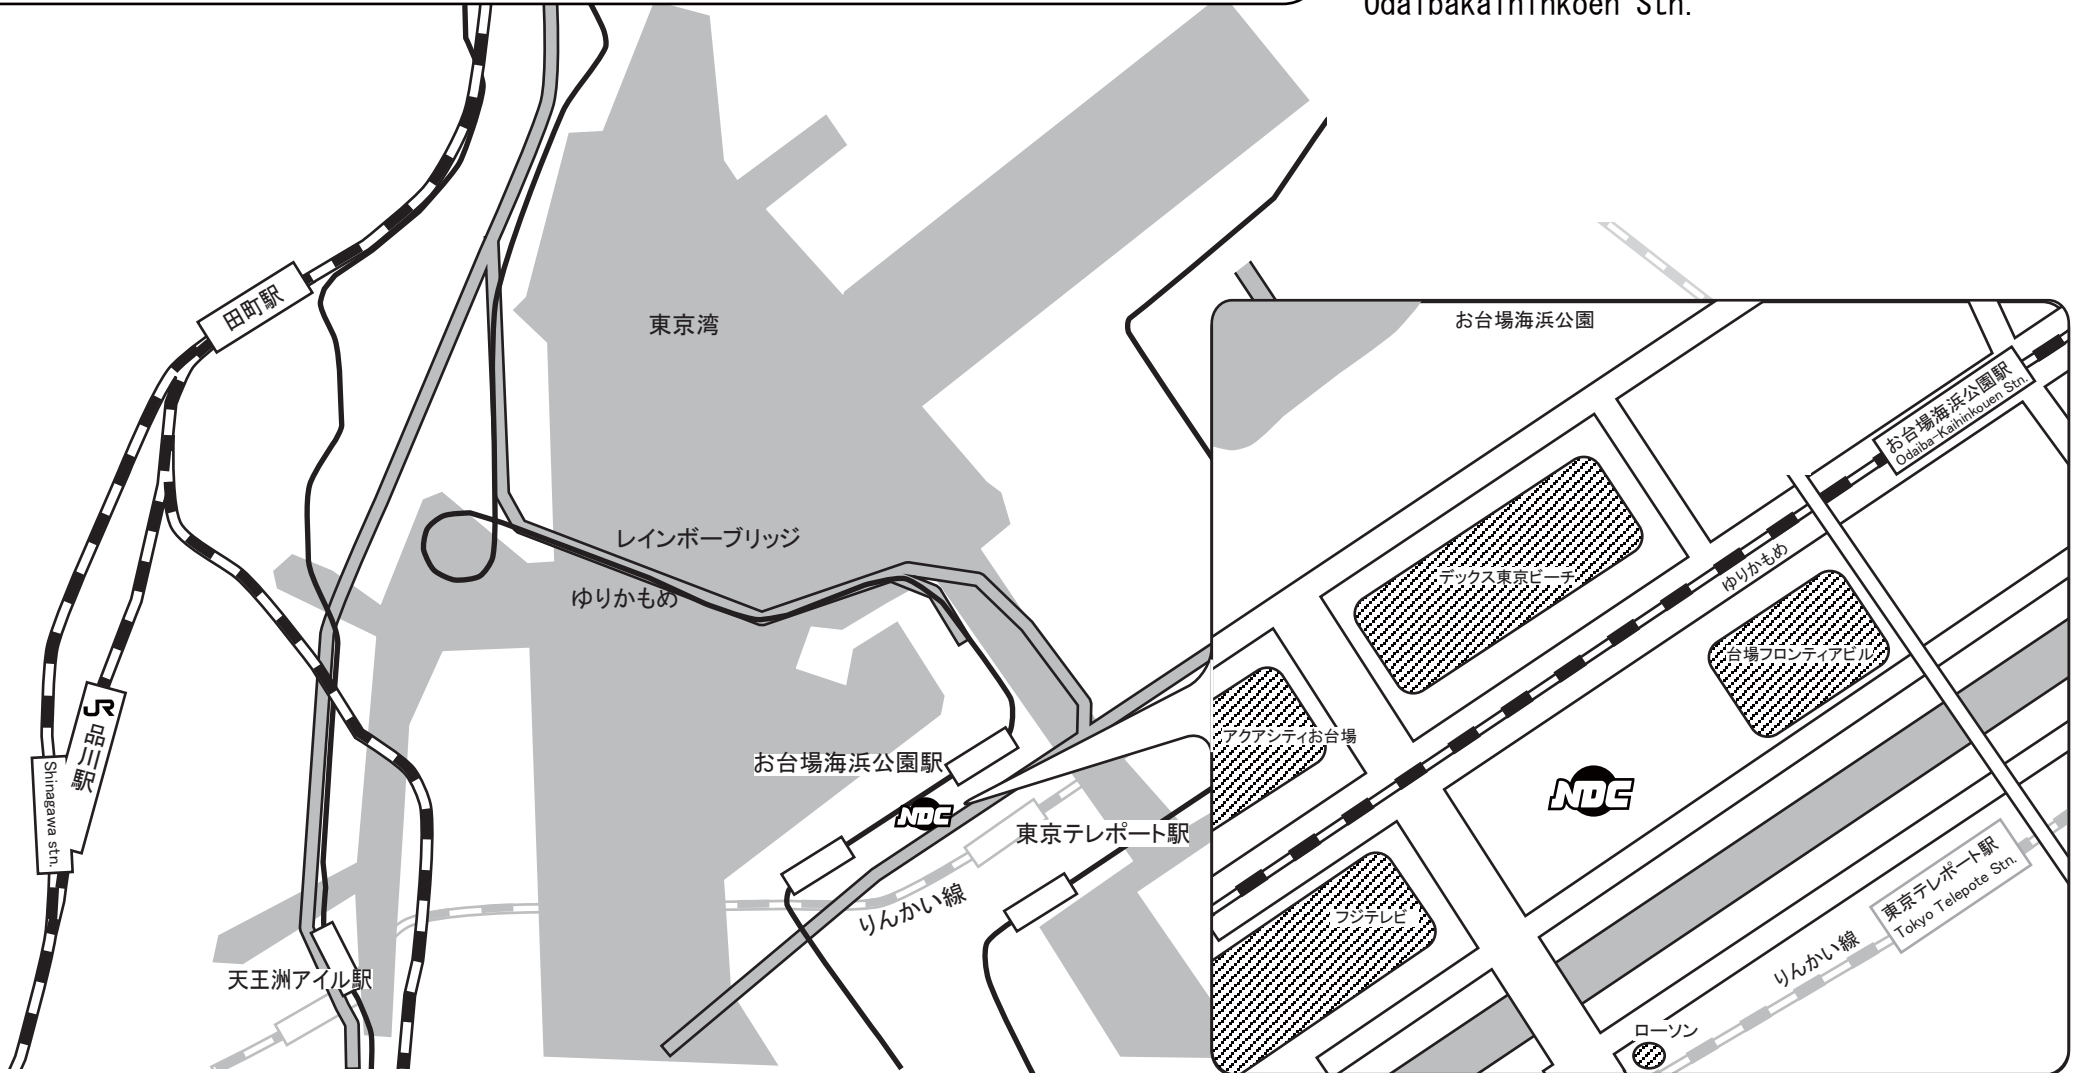 Odaibakaihinkoen Stn.
田町駅
東京湾
レインボーブリッジ
ゆりかもめ
JR
品川駅
Shinagawa stn.
お台場海浜公園駅
NDC
東京テレポート駅
りんかい線
天王洲アイル駅
お台場海浜公園
お台場海浜公園駅
Odaiba-Kaihinkouen Stn.
デックス東京ビーチ
ゆりかもめ
台場フロンティアビル
アクアシティお台場
NDC
フジテレビ
東京テレポート駅
Tokyo Telepote Stn.
りんかい線
ローソン